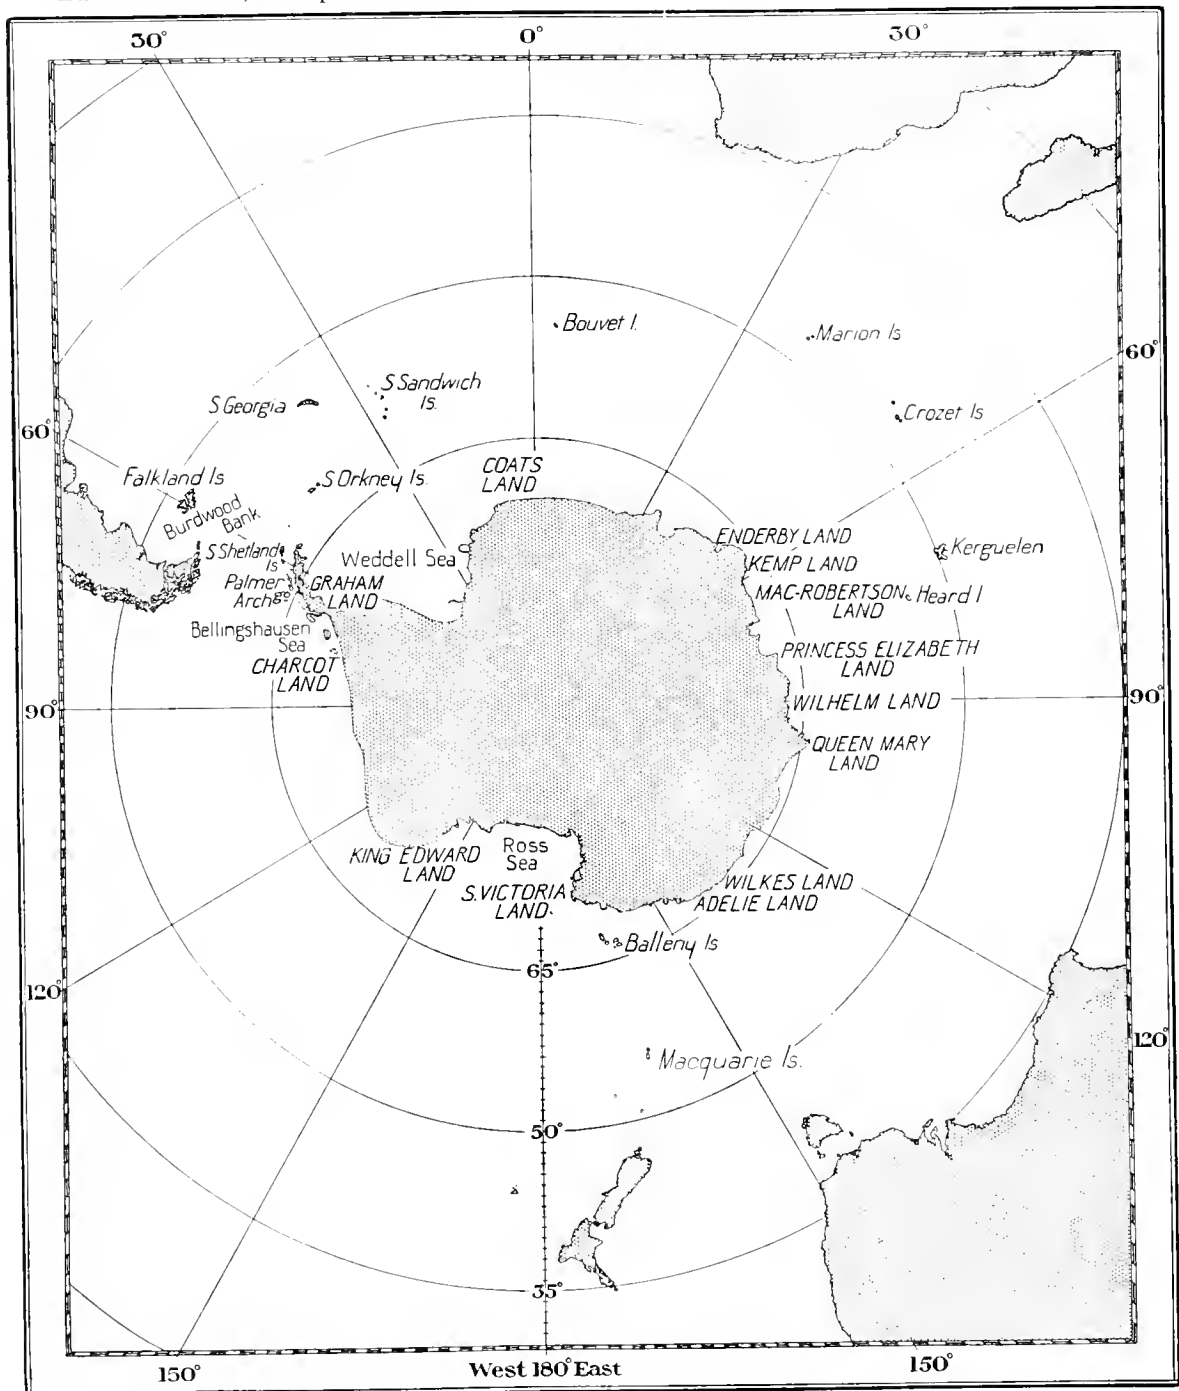 30° 0° 30°
Bouvet I.
Marion Is
60°
S Sandwich
Is.
S Georgia
Crozet Is
60°
COATS
LAND
Falkland Is
S Orkney Is.
Burdwood
Bank
ENDERBY LAND
Kerguelen
S Shetland
Is
Weddell Sea
KEMP LAND
Palmer
Arch
GRAHAM
LAND
MAC-ROBERTSON
LAND
Heard I
Bellingshausen
Sea
PRINCESS ELIZABETH
LAND
CHARCOT
LAND
90°
WILHELM LAND
90°
QUEEN MARY
LAND
KING EDWARD
LAND
Ross
Sea
S. VICTORIA
LAND.
WILKES LAND
ADELIE LAND
Balleny Is
65°
120°
120°
Macquarie Is.
50°
35°
150° West 180° East 150°